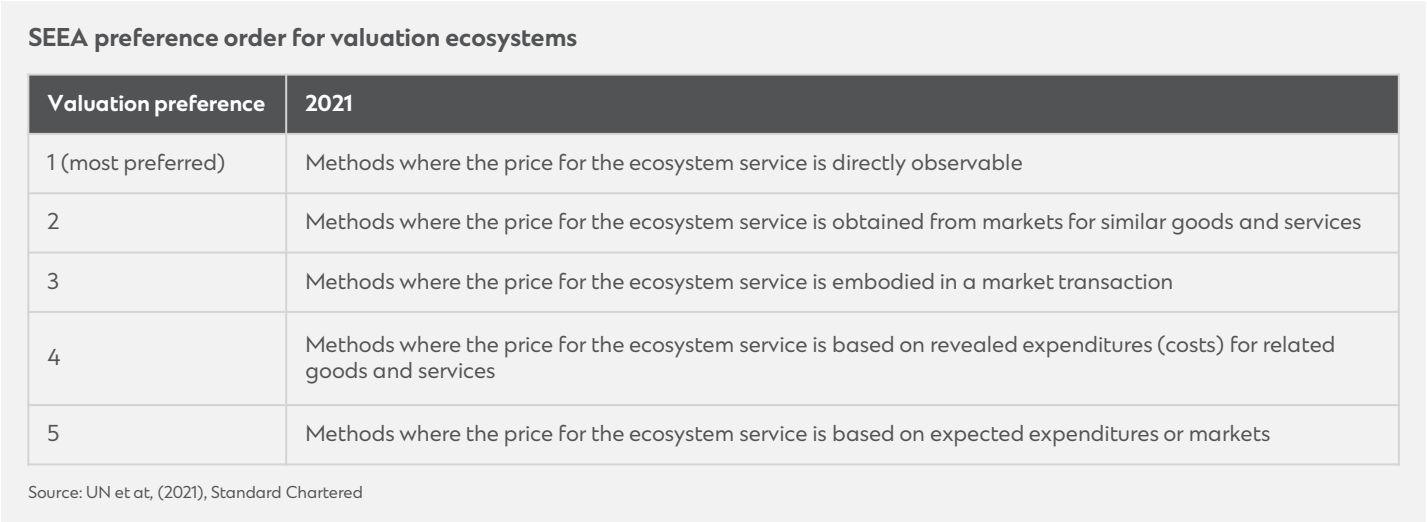 SEEA preference order for valuation ecosystems
Valuation preference 2021
1 (most preferred) Methods where the price for the ecosystem service is directly observable
2 Methods where the price for the ecosystem service is obtained from markets for similar goods and services
3 Methods where the price for the ecosystem service is embodied in a market transaction
4 Methods where the price for the ecosystem service is based on revealed expenditures (costs) for related
goods and services
5 Methods where the price for the ecosystem service is based on expected expenditures or markets
Source: UN et at, (2021), Standard Chartered